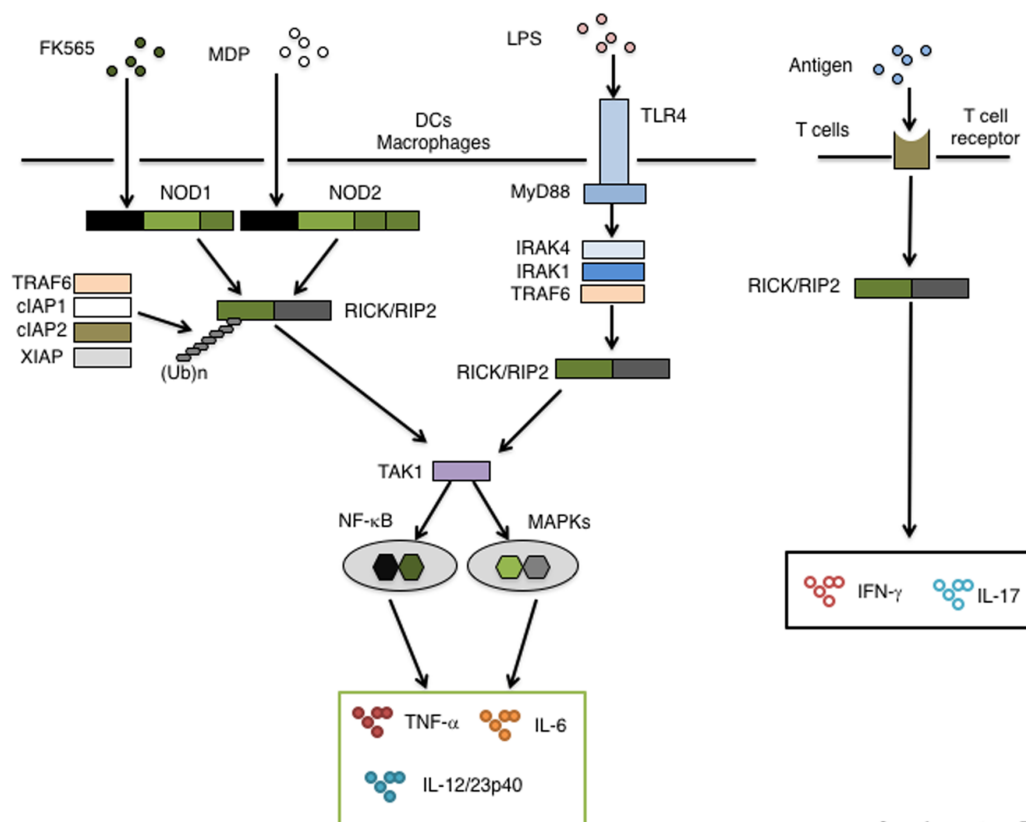 FK565
MDP
LPS
Antigen
DCs
Macrophages
TLR4
T cells
T cell
receptor
NOD1
NOD2
MyD88
IRAK4
IRAK1
TRAF6
TRAF6
cIAP1
cIAP2
XIAP
(Ub)n
RICK/RIP2
RICK/RIP2
RICK/RIP2
TAK1
NF-κB
MAPKs
IFN-γ
IL-17
TNF-α
IL-6
IL-12/23p40